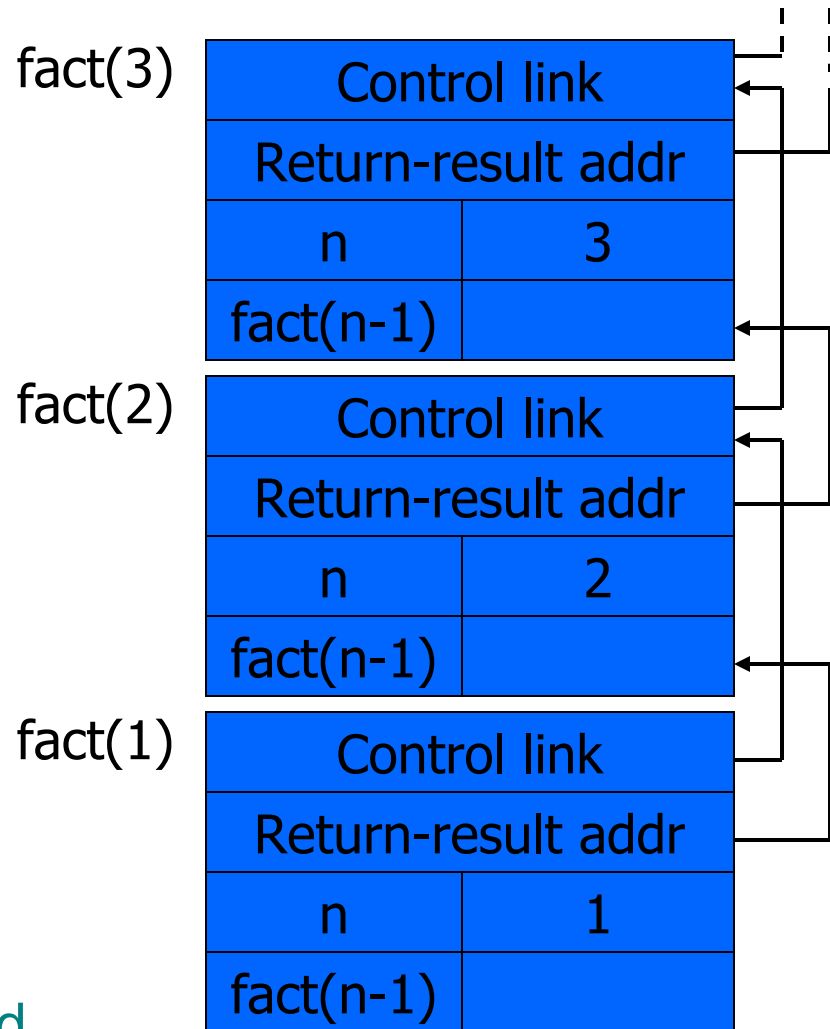 fact(3)
Control link
Return-result addr
n 3
fact(n-1)
fact(2)
Control link
Return-result addr
n 2
fact(n-1)
fact(1)
Control link
Return-result addr
n 1
fact(n-1)